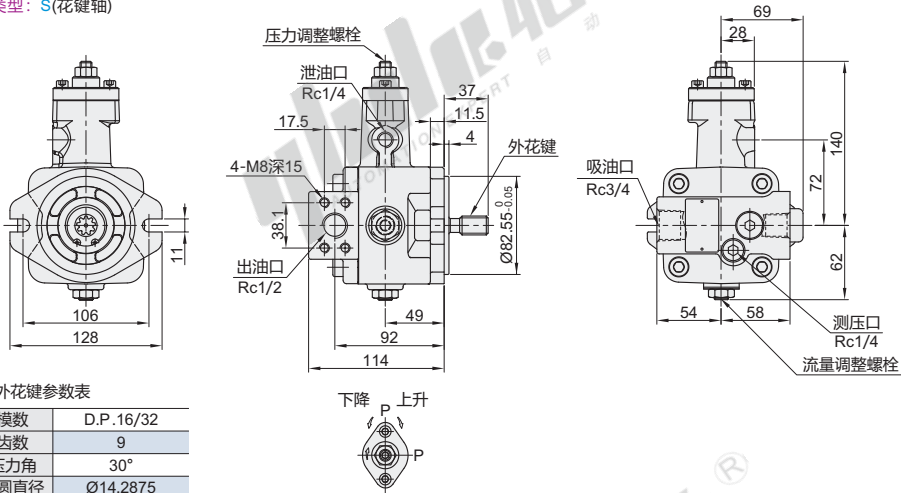 类型：S(花键轴)
压力调整螺栓
泄油口
Rc1/4
17.5
37
11.5
4
外花键
4-M8深15
38.1
Ø82.55 0 -0.05
出油口
Rc1/2
49
92
114
11
106
128
69
28
140
72
62
吸油口
Rc3/4
54
58
测压口
Rc1/4
流量调整螺栓
外花键参数表
模数 D.P.16/32
齿数 9
压力角 30°
圆直径 Ø14.2875
下降 上升
P
P
自动
®